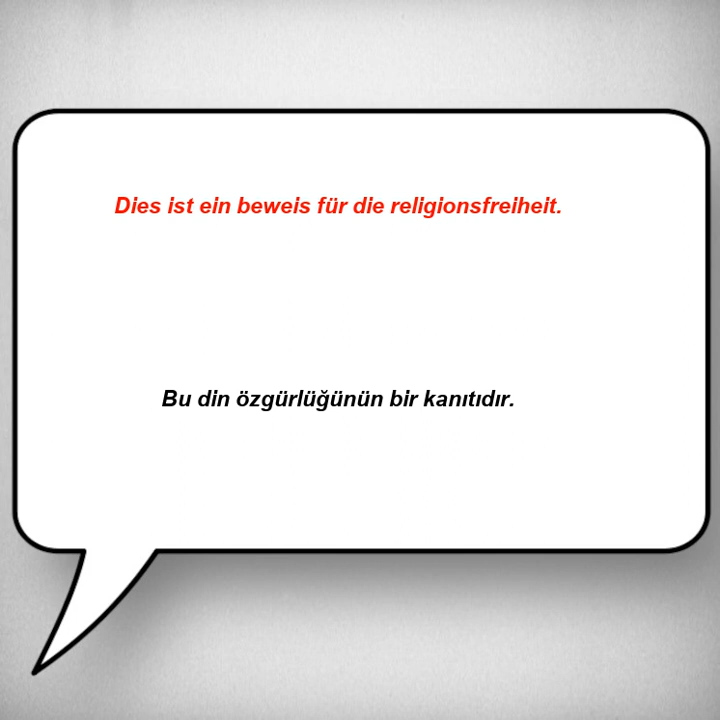 Dies ist ein beweis für die religionsfreiheit.
Bu din özgürlüğünün bir kanıtıdır.